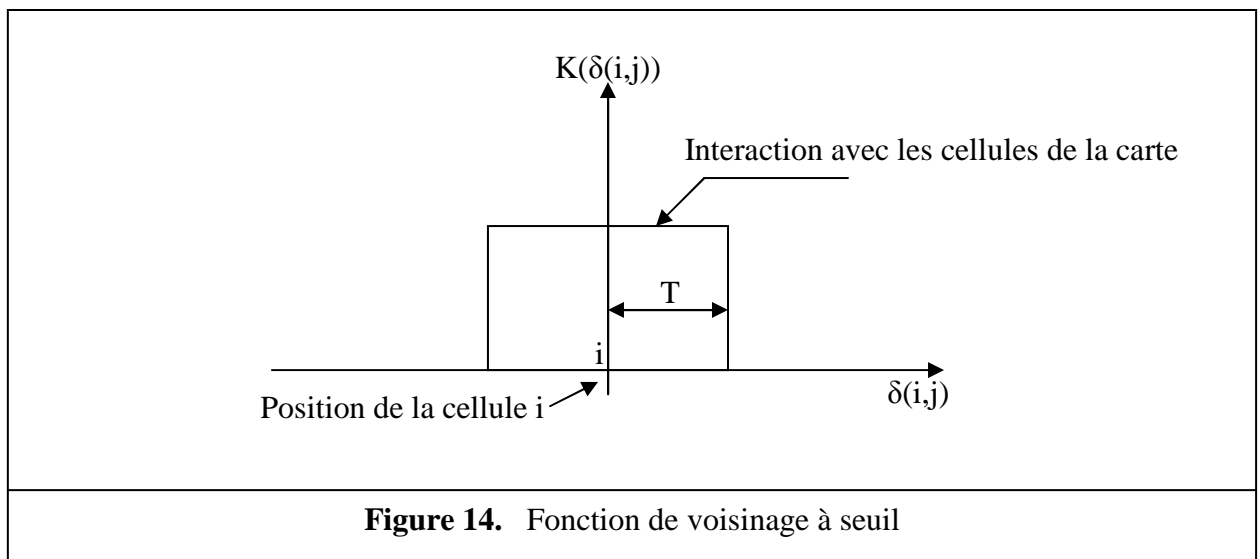 K(δ(i,j))
Interaction avec les cellules de la carte
T
i
δ(i,j)
Position de la cellule i
Figure 14. Fonction de voisinage à seuil